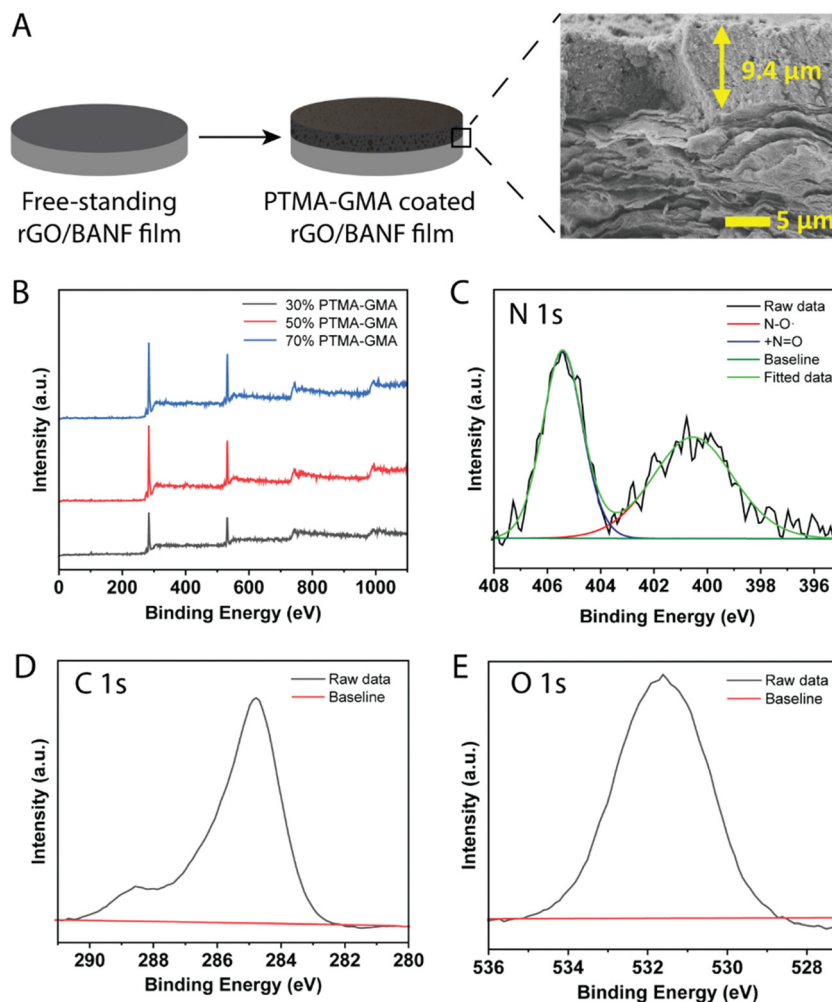 A
Free-standing
rGO/BANF film
PTMA-GMA coated
rGO/BANF film
9.4 μm
5 μm
B
30% PTMA-GMA
50% PTMA-GMA
70% PTMA-GMA
Intensity (a.u.)
0 200 400 600 800 1000
Binding Energy (eV)
C
N 1s
Raw data
N-O·
+N=O
Baseline
Fitted data
Intensity (a.u.)
408 406 404 402 400 398 396
Binding Energy (eV)
D
C 1s
Raw data
Baseline
Intensity (a.u.)
290 288 286 284 282 280
Binding Energy (eV)
E
O 1s
Raw data
Baseline
Intensity (a.u.)
536 534 532 530 528
Binding Energy (eV)